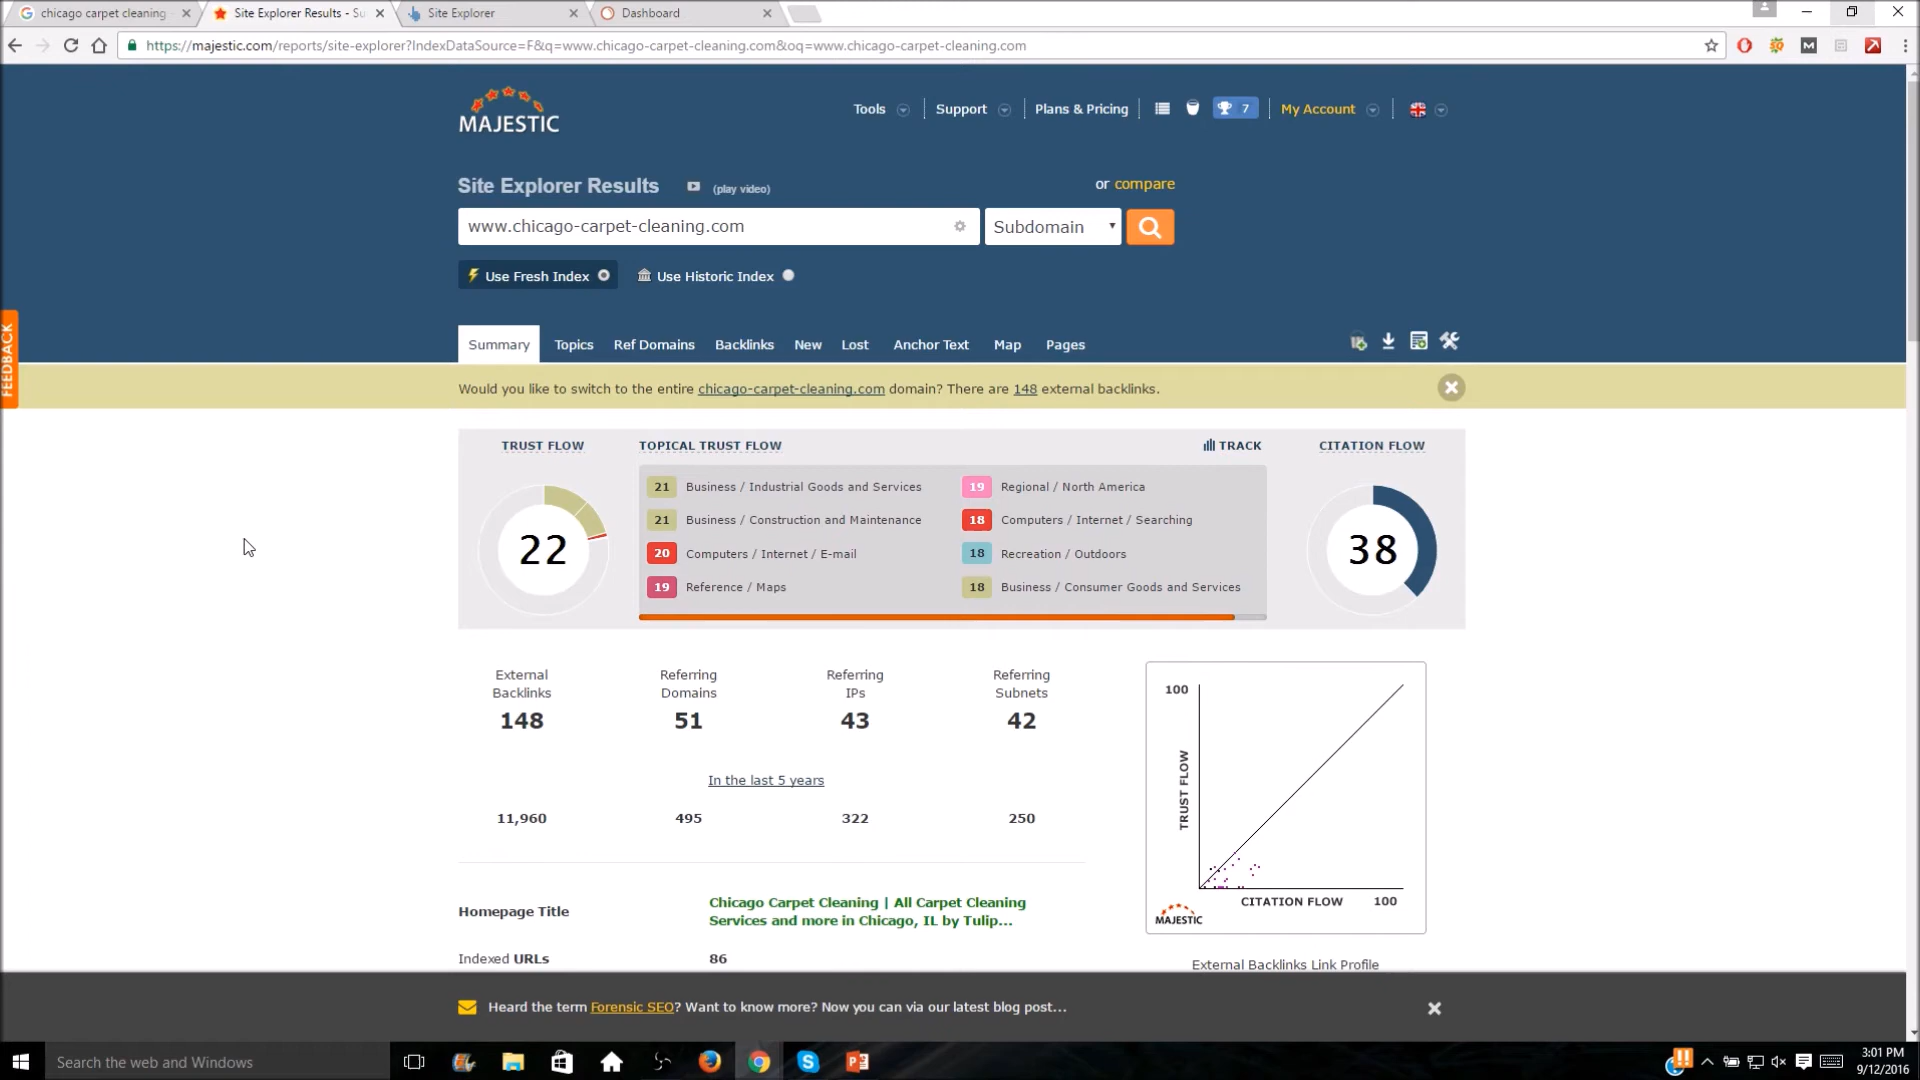 chicago carpet cleaning
Site Explorer Results - Su
Site Explorer
Dashboard
https://majestic.com/reports/site-explorer?IndexDataSource=F&q=www.chicago-carpet-cleaning.com&oq=www.chicago-carpet-cleaning.com
MAJESTIC
Tools
Support
Plans & Pricing
7
My Account
Site Explorer Results
(play video)
or compare
www.chicago-carpet-cleaning.com
Subdomain
Use Fresh Index
Use Historic Index
FEEDBACK
Summary
Topics
Ref Domains
Backlinks
New
Lost
Anchor Text
Map
Pages
Would you like to switch to the entire chicago-carpet-cleaning.com domain? There are 148 external backlinks.
TRUST FLOW
TOPICAL TRUST FLOW
TRACK
CITATION FLOW
22
21 Business / Industrial Goods and Services
21 Business / Construction and Maintenance
20 Computers / Internet / E-mail
19 Reference / Maps
19 Regional / North America
18 Computers / Internet / Searching
18 Recreation / Outdoors
18 Business / Consumer Goods and Services
38
External
Backlinks
148
Referring
Domains
51
Referring
IPs
43
Referring
Subnets
42
In the last 5 years
11,960
495
322
250
100
TRUST FLOW
CITATION FLOW
100
MAJESTIC
External Backlinks Link Profile
Homepage Title
Chicago Carpet Cleaning | All Carpet Cleaning
Services and more in Chicago, IL by Tulip...
Indexed URLs
86
Heard the term Forensic SEO? Want to know more? Now you can via our latest blog post...
Search the web and Windows
3:01 PM
9/12/2016